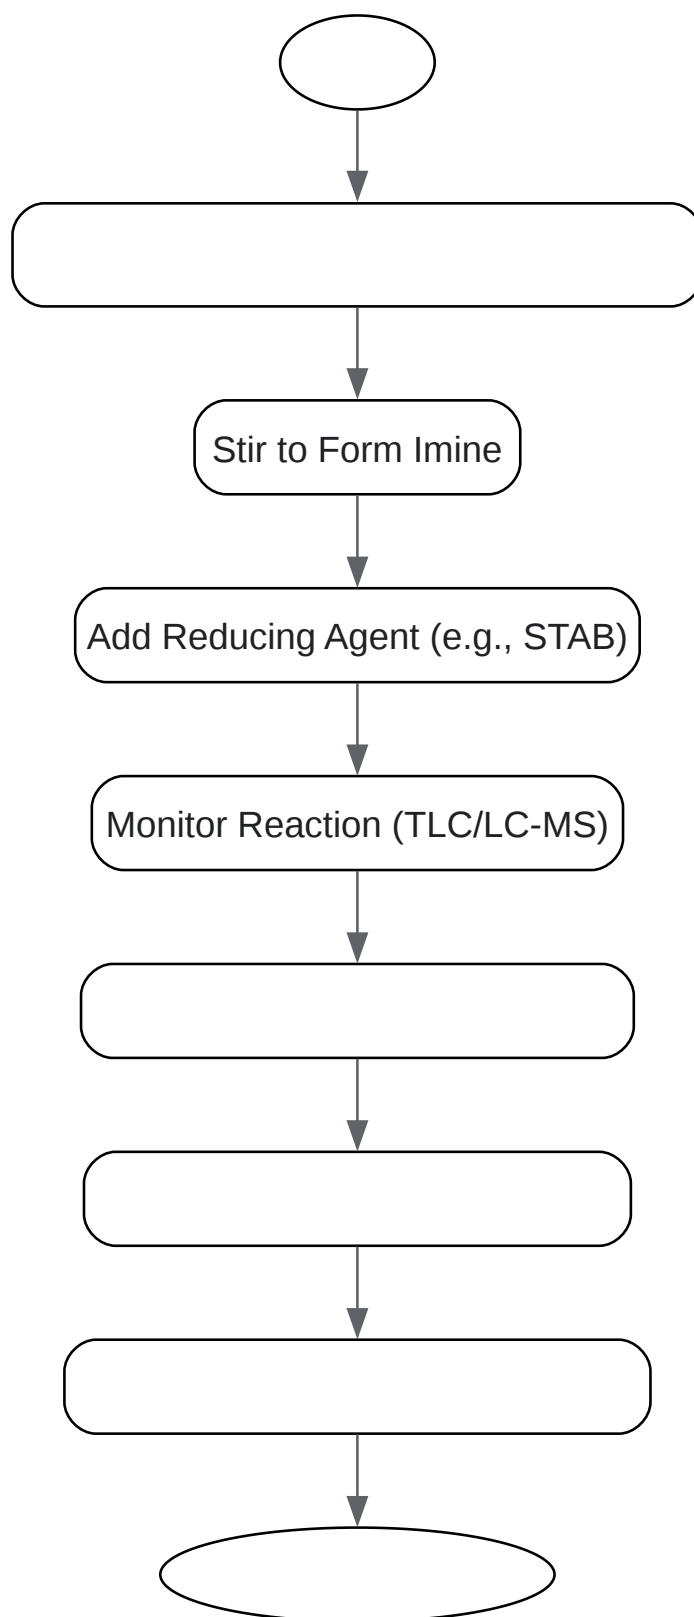 Stir to Form Imine
Add Reducing Agent (e.g., STAB)
Monitor Reaction (TLC/LC-MS)